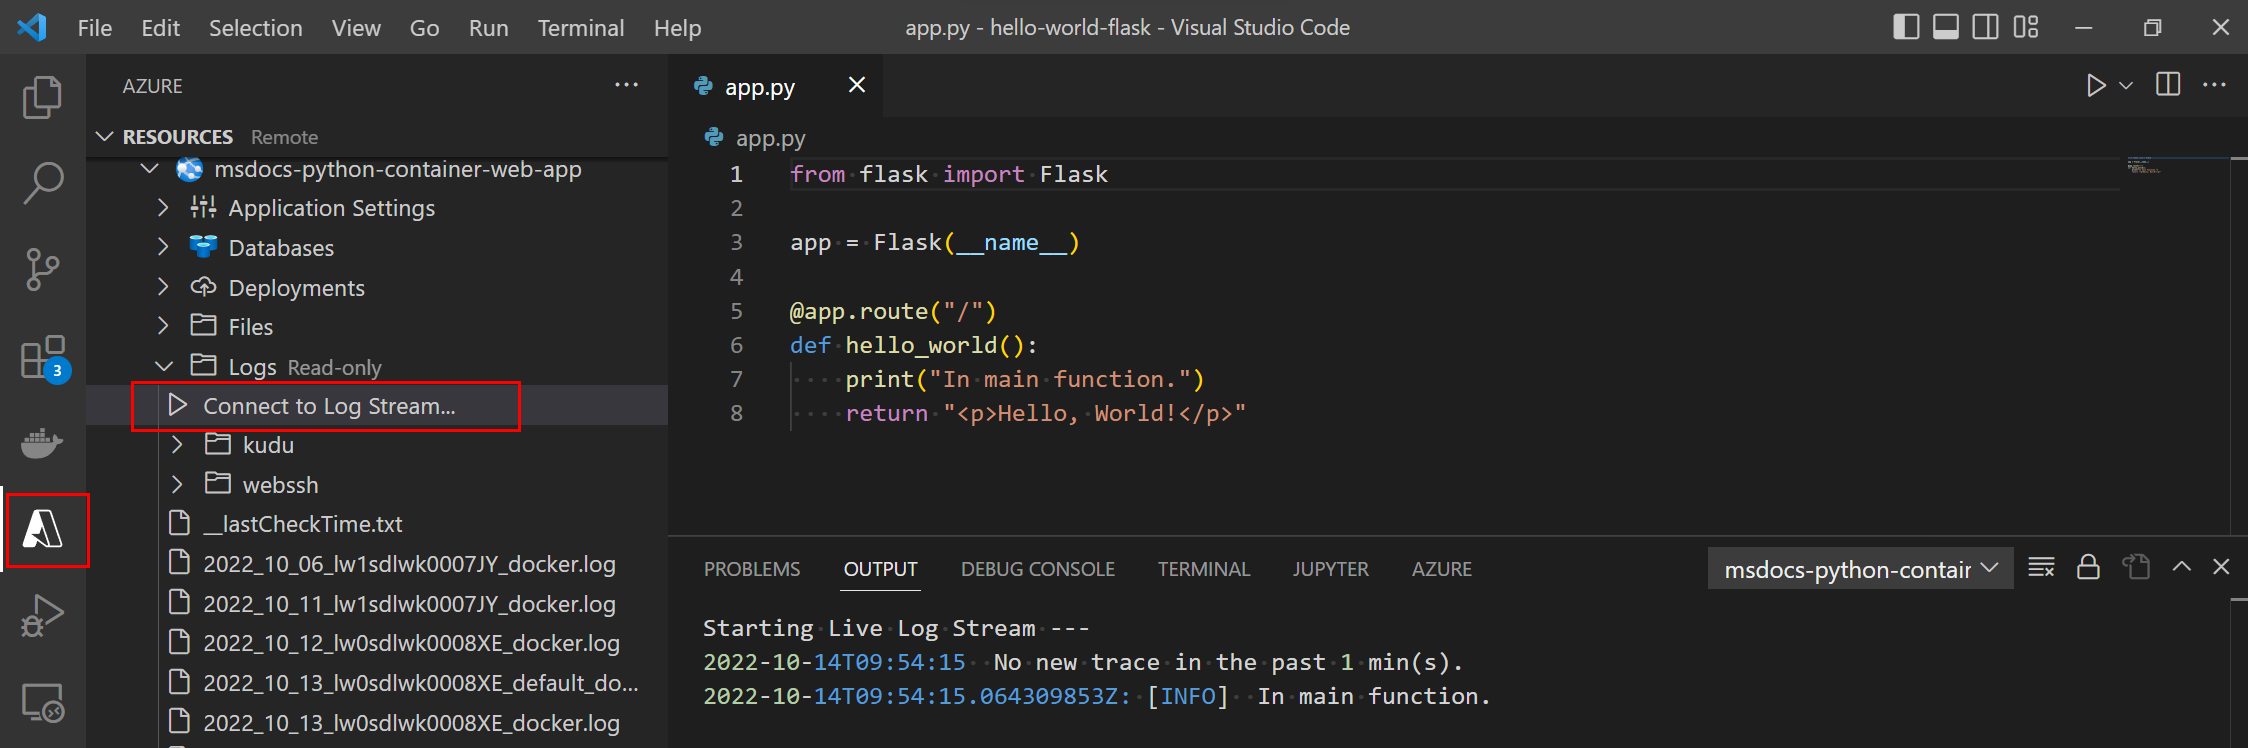 File Edit Selection View Go Run Terminal Help
app.py - hello-world-flask - Visual Studio Code
AZURE
RESOURCES Remote
msdocs-python-container-web-app
Application Settings
Databases
Deployments
Files
Logs Read-only
Connect to Log Stream...
kudu
webssh
__lastCheckTime.txt
2022_10_06_lw1sdlwk0007JY_docker.log
2022_10_11_lw1sdlwk0007JY_docker.log
2022_10_12_lw0sdlwk0008XE_docker.log
2022_10_13_lw0sdlwk0008XE_default_do...
2022_10_13_lw0sdlwk0008XE_docker.log
3
app.py
app.py
1 from flask import Flask
2
3 app = Flask(__name__)
4
5 @app.route("/")
6 def hello_world():
7     print("In main function.")
8     return "<p>Hello, World!</p>"
PROBLEMS OUTPUT DEBUG CONSOLE TERMINAL JUPYTER AZURE
msdocs-python-contair
Starting Live Log Stream ---
2022-10-14T09:54:15  No new trace in the past 1 min(s).
2022-10-14T09:54:15.064309853Z: [INFO]  In main function.